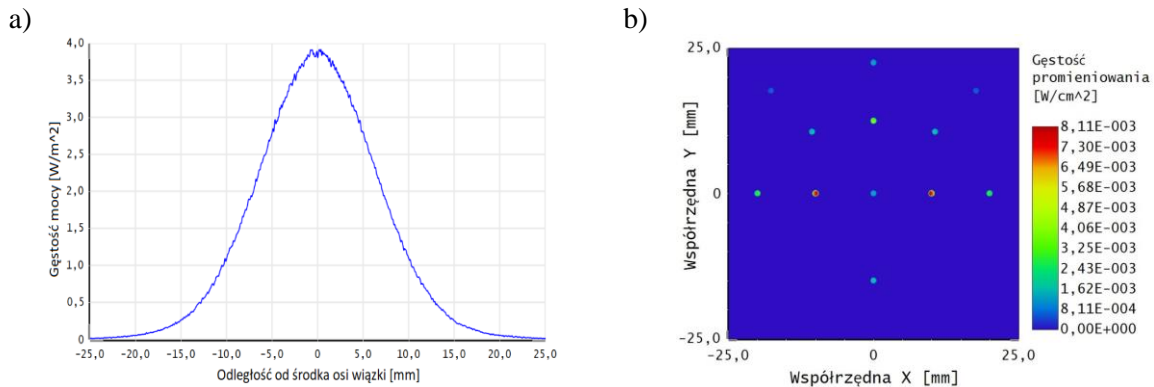 a)
4,0
3,5
3,0
2,5
2,0
1,5
1,0
0,5
0
Gęstość mocy [W/m^2]
-25,0 -20,0 -15,0 -10,0 -5,0 0 5,0 10,0 15,0 20,0 25,0
Odległość od środka osi wiązki [mm]
b)
25,0
0
-25,0
Współrzędna Y [mm]
-25,0 0 25,0
Współrzędna X [mm]
Gęstość
promieniowania
[W/cm^2]
8,11E-003
7,30E-003
6,49E-003
5,68E-003
4,87E-003
4,06E-003
3,25E-003
2,43E-003
1,62E-003
8,11E-004
0,00E+000